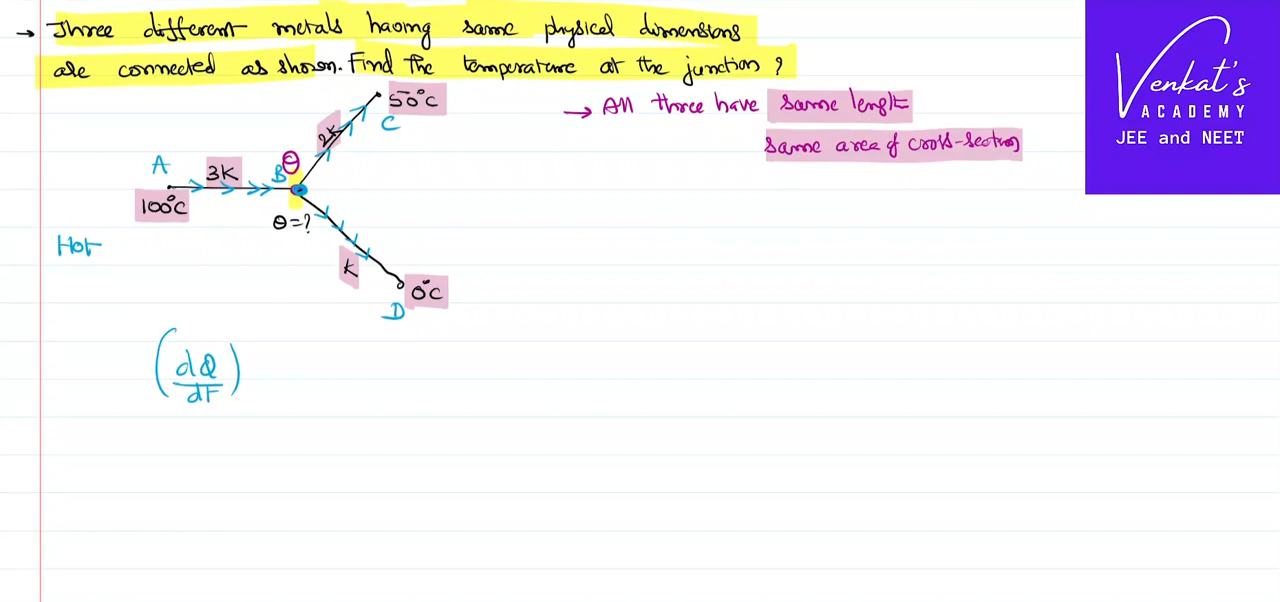 → Three different metals having same physical dimensions
are connected as shown. Find the temperature at the junction ?
→ All three have same length
same area of cross-section
50°C
C
2K
A
3K
B
θ
100°C
θ=?
Hot
K
0°C
D
(dQ/dt)
Venkat's
ACADEMY
JEE and NEET